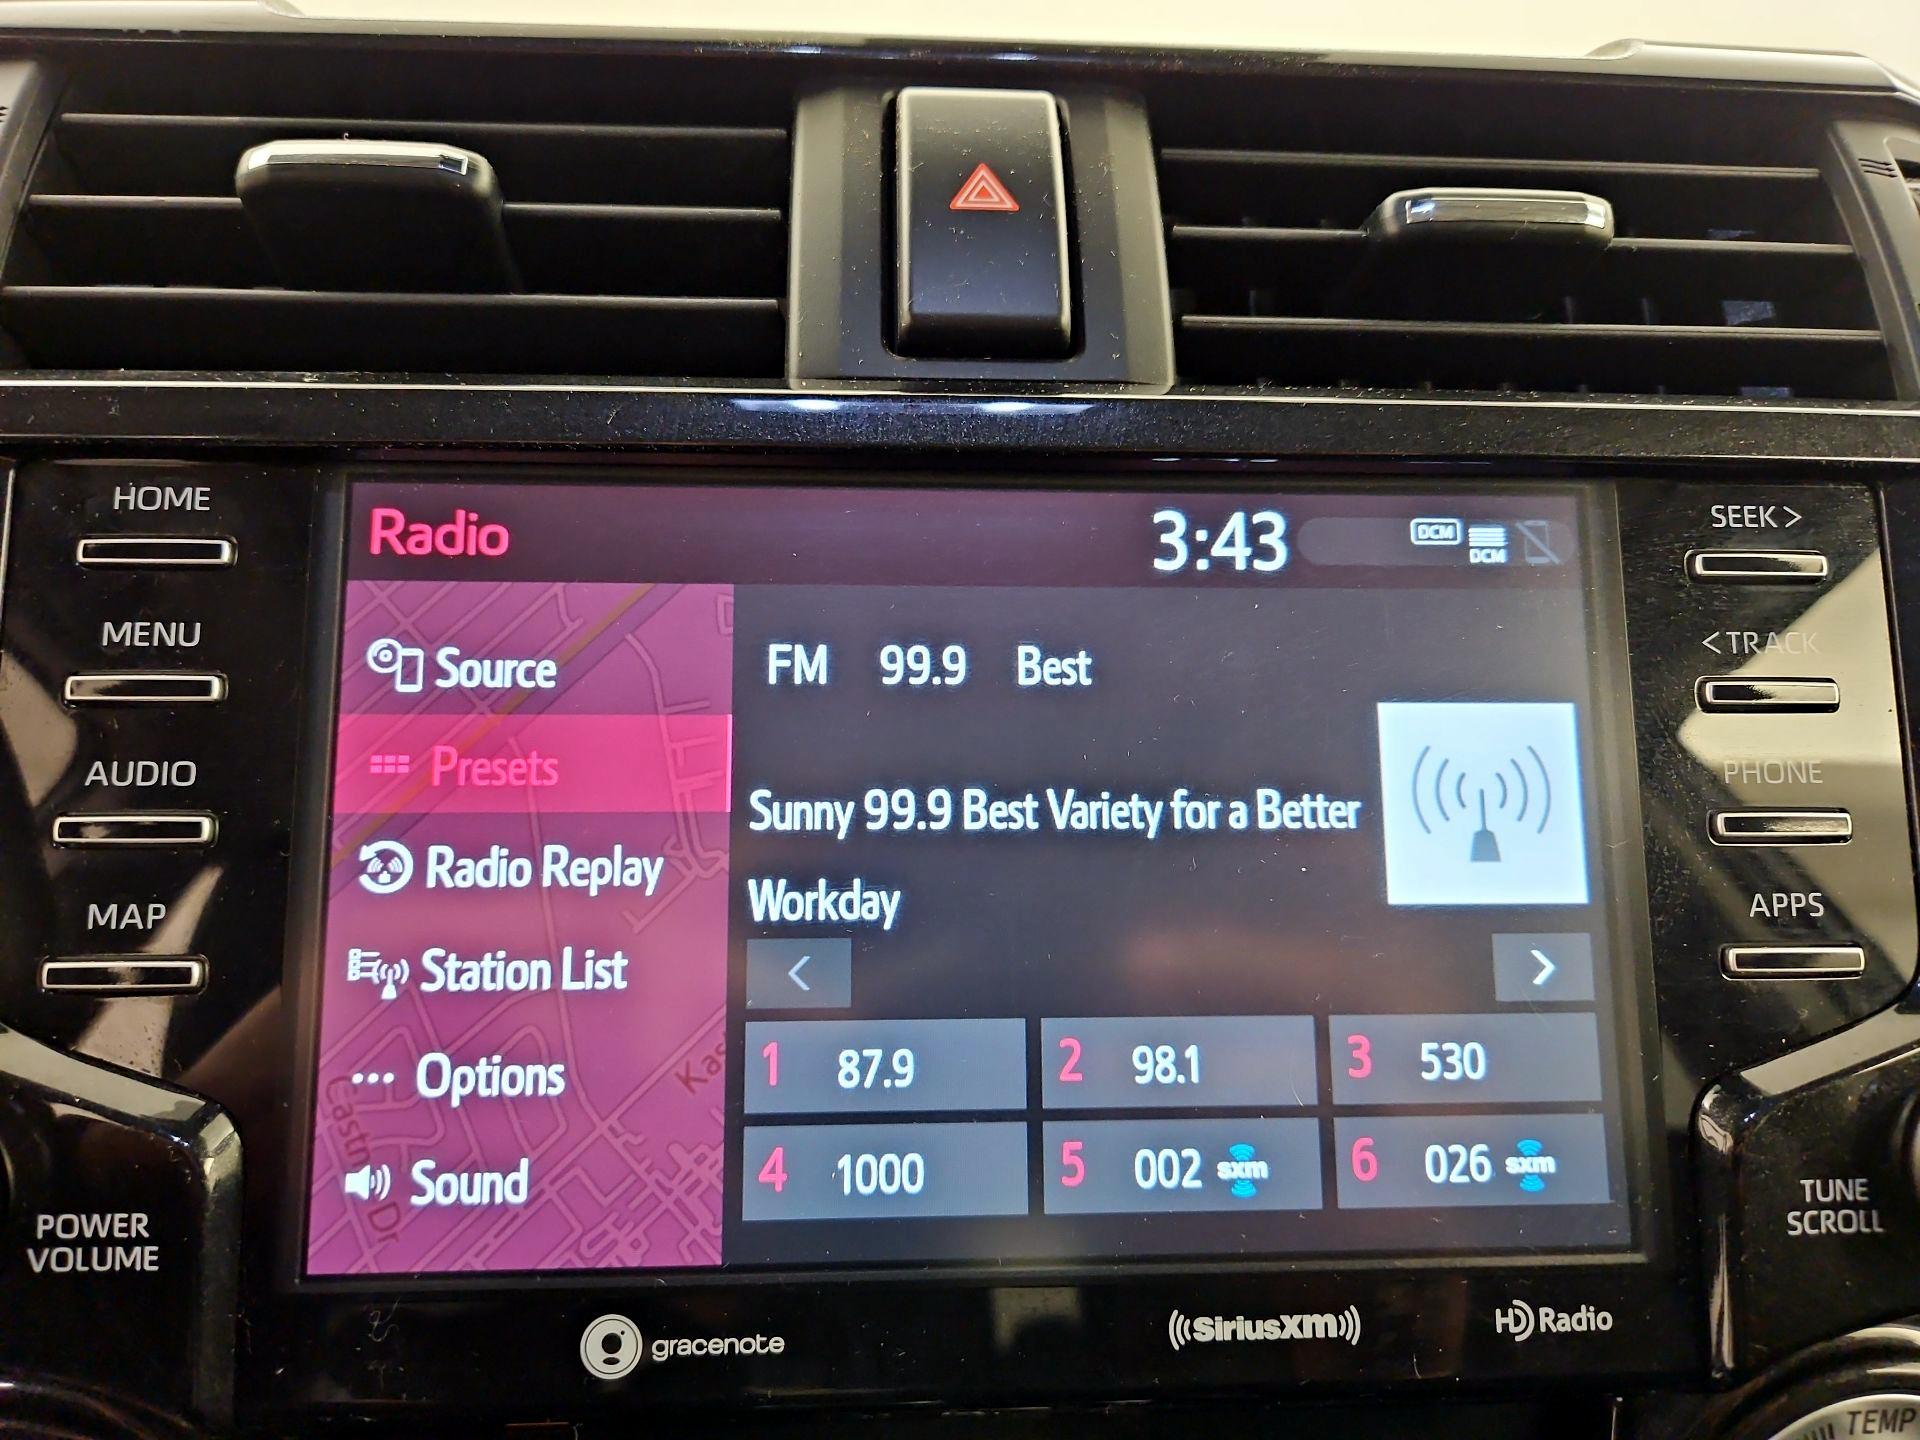 HOME
MENU
AUDIO
MAP
POWER
VOLUME
Radio
3:43
DCM
DCM
Source
Presets
Radio Replay
Station List
Options
Sound
Dr
FM 99.9 Best
Sunny 99.9 Best Variety for a Better
Workday
<
>
1 87.9
2 98.1
3 530
4 1000
5 002 sxm
6 026 sxm
SEEK >
< TRACK
PHONE
APPS
TUNE
SCROLL
gracenote
((SiriusXM))
HD Radio
TEMP